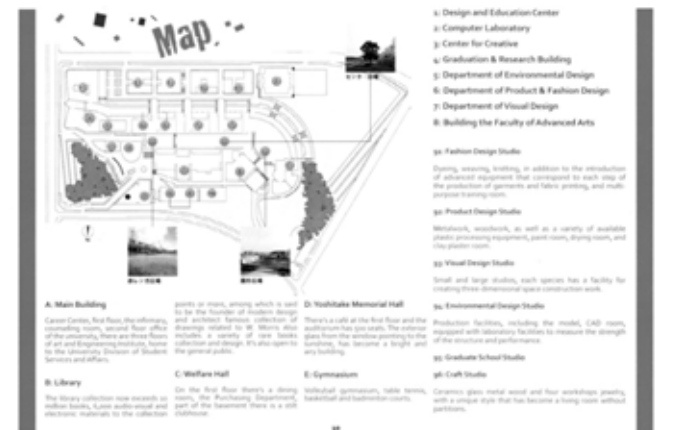 Map
1: Design and Education Center
2: Computer Laboratory
3: Center for Creative
4: Graduation & Research Building
5: Department of Environmental Design
6: Department of Product & Fashion Design
7: Department of Visual Design
8: Building the Faculty of Advanced Arts
91: Fashion Design Studio
Dyeing, weaving, knitting, in addition to the introduction
of advanced equipment that correspond to each step of
the production of garments and fabric printing, and multi-
purpose training room.
92: Product Design Studio
Metalwork, woodwork, as well as a variety of available
plastic processing equipment, paint room, drying room, and
clay plaster room.
93: Visual Design Studio
Small and large studios, each species has a facility for
creating three-dimensional space construction work.
94: Environmental Design Studio
Production facilities, including the model, CAD room,
equipped with laboratory facilities to measure the strength
of the structure and performance.
95: Graduate School Studio
96: Craft Studio
Ceramics glass metal wood and four workshops jewelry,
with a unique style that has become a living room without
partitions.
A: Main Building
Career Center, first floor, the infirmary,
counseling room, second floor office
of the university, there are three floors
of art and Engineering Institute, home
to the University Division of Student
Services and Affairs.
B: Library
The library collection now exceeds 10
million books, 6,000 audio-visual and
electronic materials to the collection
points or more, among which is said
to be the founder of modern design
and architect famous collection of
drawings related to W. Morris also
includes a variety of rare books
collection and design. It's also open to
the general public.
C: Welfare Hall
On the first floor there's a dining
room, the Purchasing Department,
part of the basement there is a still
clubhouse.
D: Yoshitake Memorial Hall
There's a café at the first floor and the
auditorium has 500 seats. The exterior
glass from the window pointing to the
sunshine, has become a bright and
airy building.
E: Gymnasium
Volleyball gymnasium, table tennis,
basketball and badminton courts.